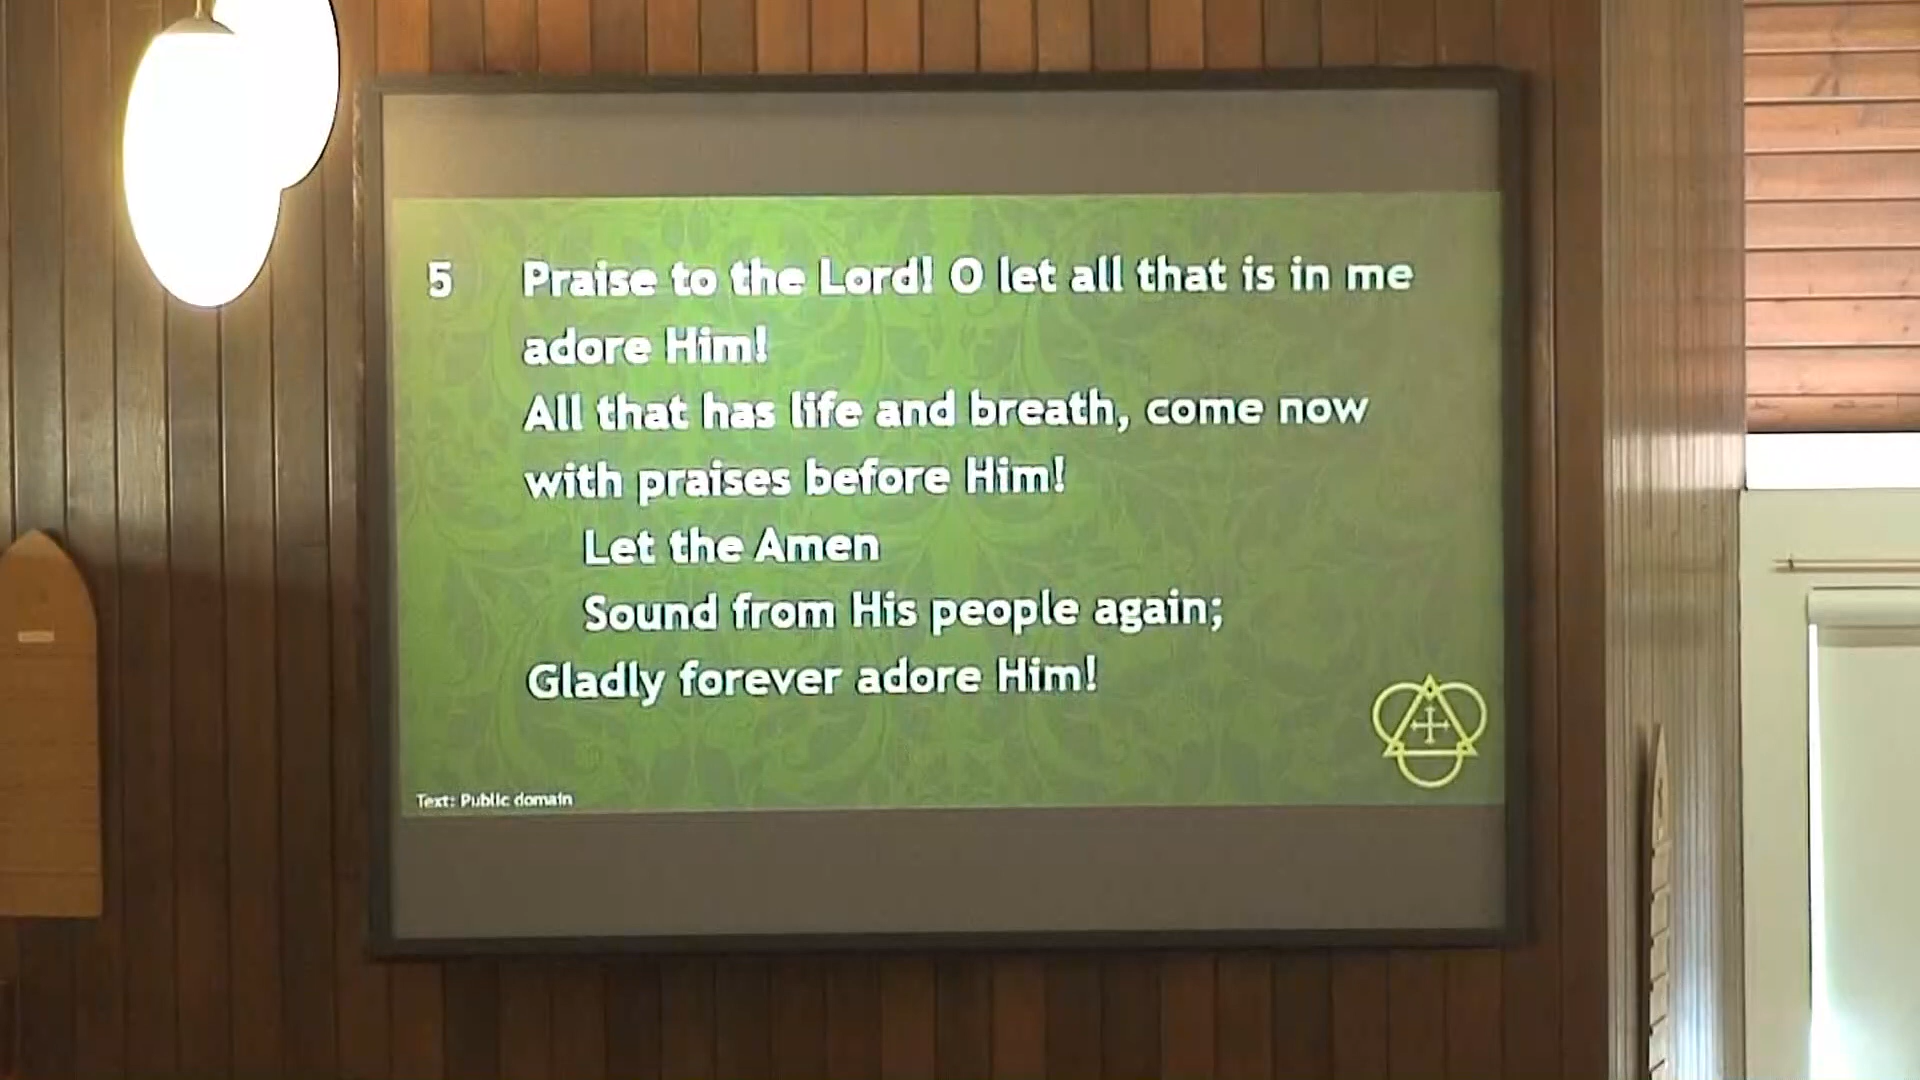 5 Praise to the Lord! O let all that is in me
adore Him!
All that has life and breath, come now
with praises before Him!
Let the Amen
Sound from His people again;
Gladly forever adore Him!
Text: Public domain